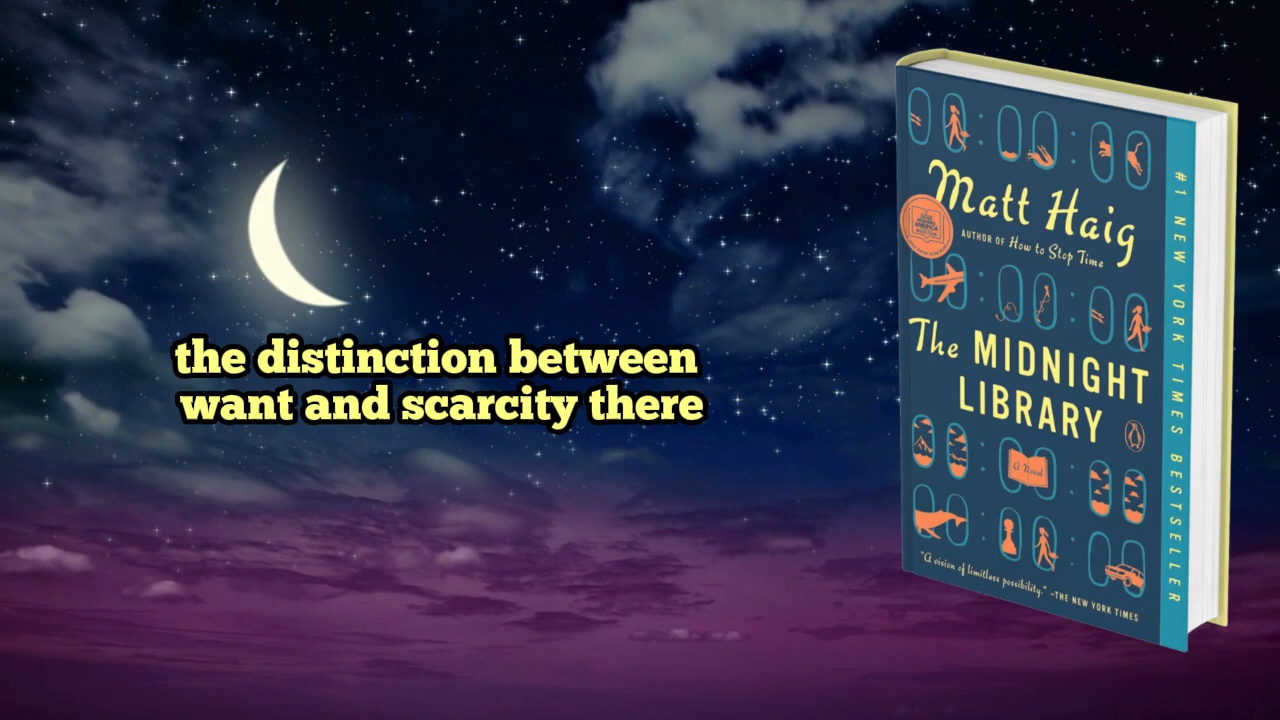 the distinction between
want and scarcity there
Matt Haig
AUTHOR OF How to Stop Time
The MIDNIGHT
LIBRARY
A Novel
"A vision of limitless possibility." –THE NEW YORK TIMES
#1 NEW YORK TIMES BESTSELLER